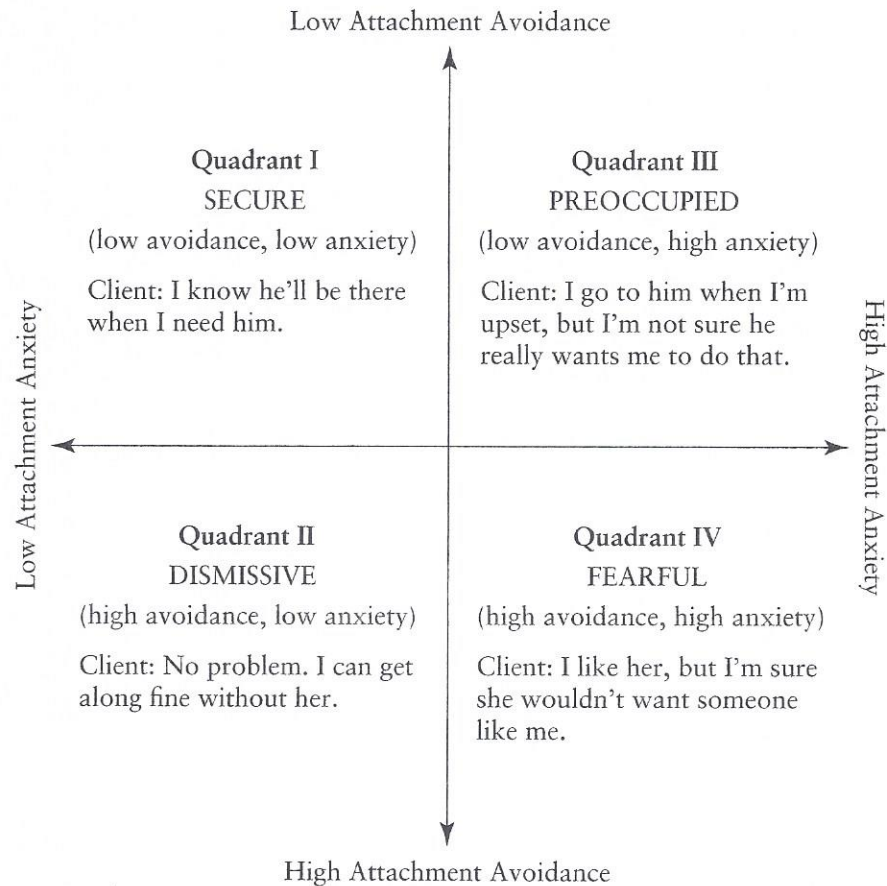 Low Attachment Avoidance
Quadrant I
SECURE
(low avoidance, low anxiety)
Client: I know he'll be there
when I need him.
Quadrant III
PREOCCUPIED
(low avoidance, high anxiety)
Client: I go to him when I'm
upset, but I'm not sure he
really wants me to do that.
Low Attachment Anxiety
High Attachment Anxiety
Quadrant II
DISMISSIVE
(high avoidance, low anxiety)
Client: No problem. I can get
along fine without her.
Quadrant IV
FEARFUL
(high avoidance, high anxiety)
Client: I like her, but I'm sure
she wouldn't want someone
like me.
High Attachment Avoidance